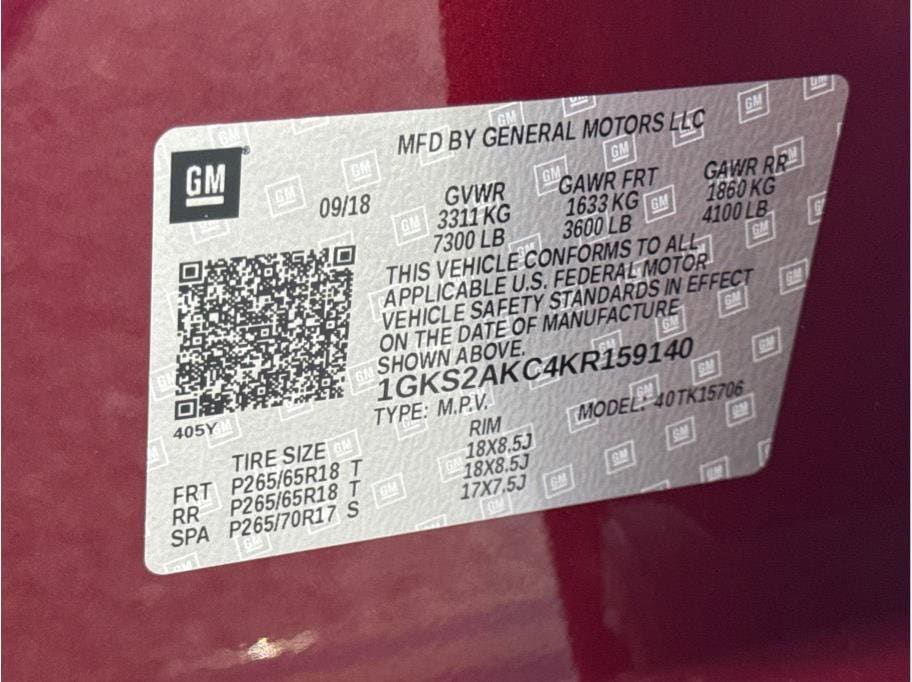 MFD BY GENERAL MOTORS LLC
GM
09/18
GVWR GAWR FRT GAWR RR
3311 KG 1633 KG 1860 KG
7300 LB 3600 LB 4100 LB
THIS VEHICLE CONFORMS TO ALL
APPLICABLE U.S. FEDERAL MOTOR
VEHICLE SAFETY STANDARDS IN EFFECT
ON THE DATE OF MANUFACTURE
SHOWN ABOVE.
1GKS2AKC4KR159140
TYPE: M.P.V. MODEL: 40TK15706
405Y
TIRE SIZE RIM
FRT P265/65R18 T 18X8.5J
RR P265/65R18 T 18X8.5J
SPA P265/70R17 S 17X7.5J